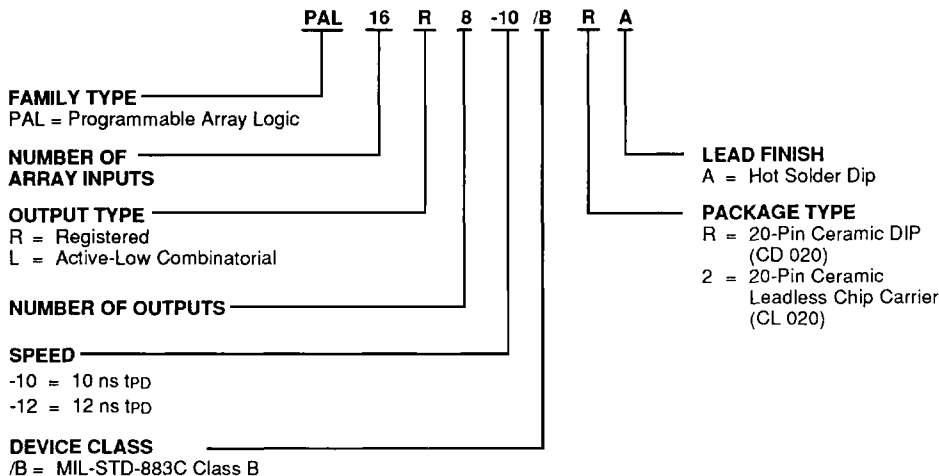 PAL 16 R 8 -10 /B R A
FAMILY TYPE
PAL = Programmable Array Logic
NUMBER OF
ARRAY INPUTS
OUTPUT TYPE
R = Registered
L = Active-Low Combinatorial
NUMBER OF OUTPUTS
SPEED
-10 = 10 ns tPD
-12 = 12 ns tPD
DEVICE CLASS
/B = MIL-STD-883C Class B
LEAD FINISH
A = Hot Solder Dip
PACKAGE TYPE
R = 20-Pin Ceramic DIP
(CD 020)
2 = 20-Pin Ceramic
Leadless Chip Carrier
(CL 020)